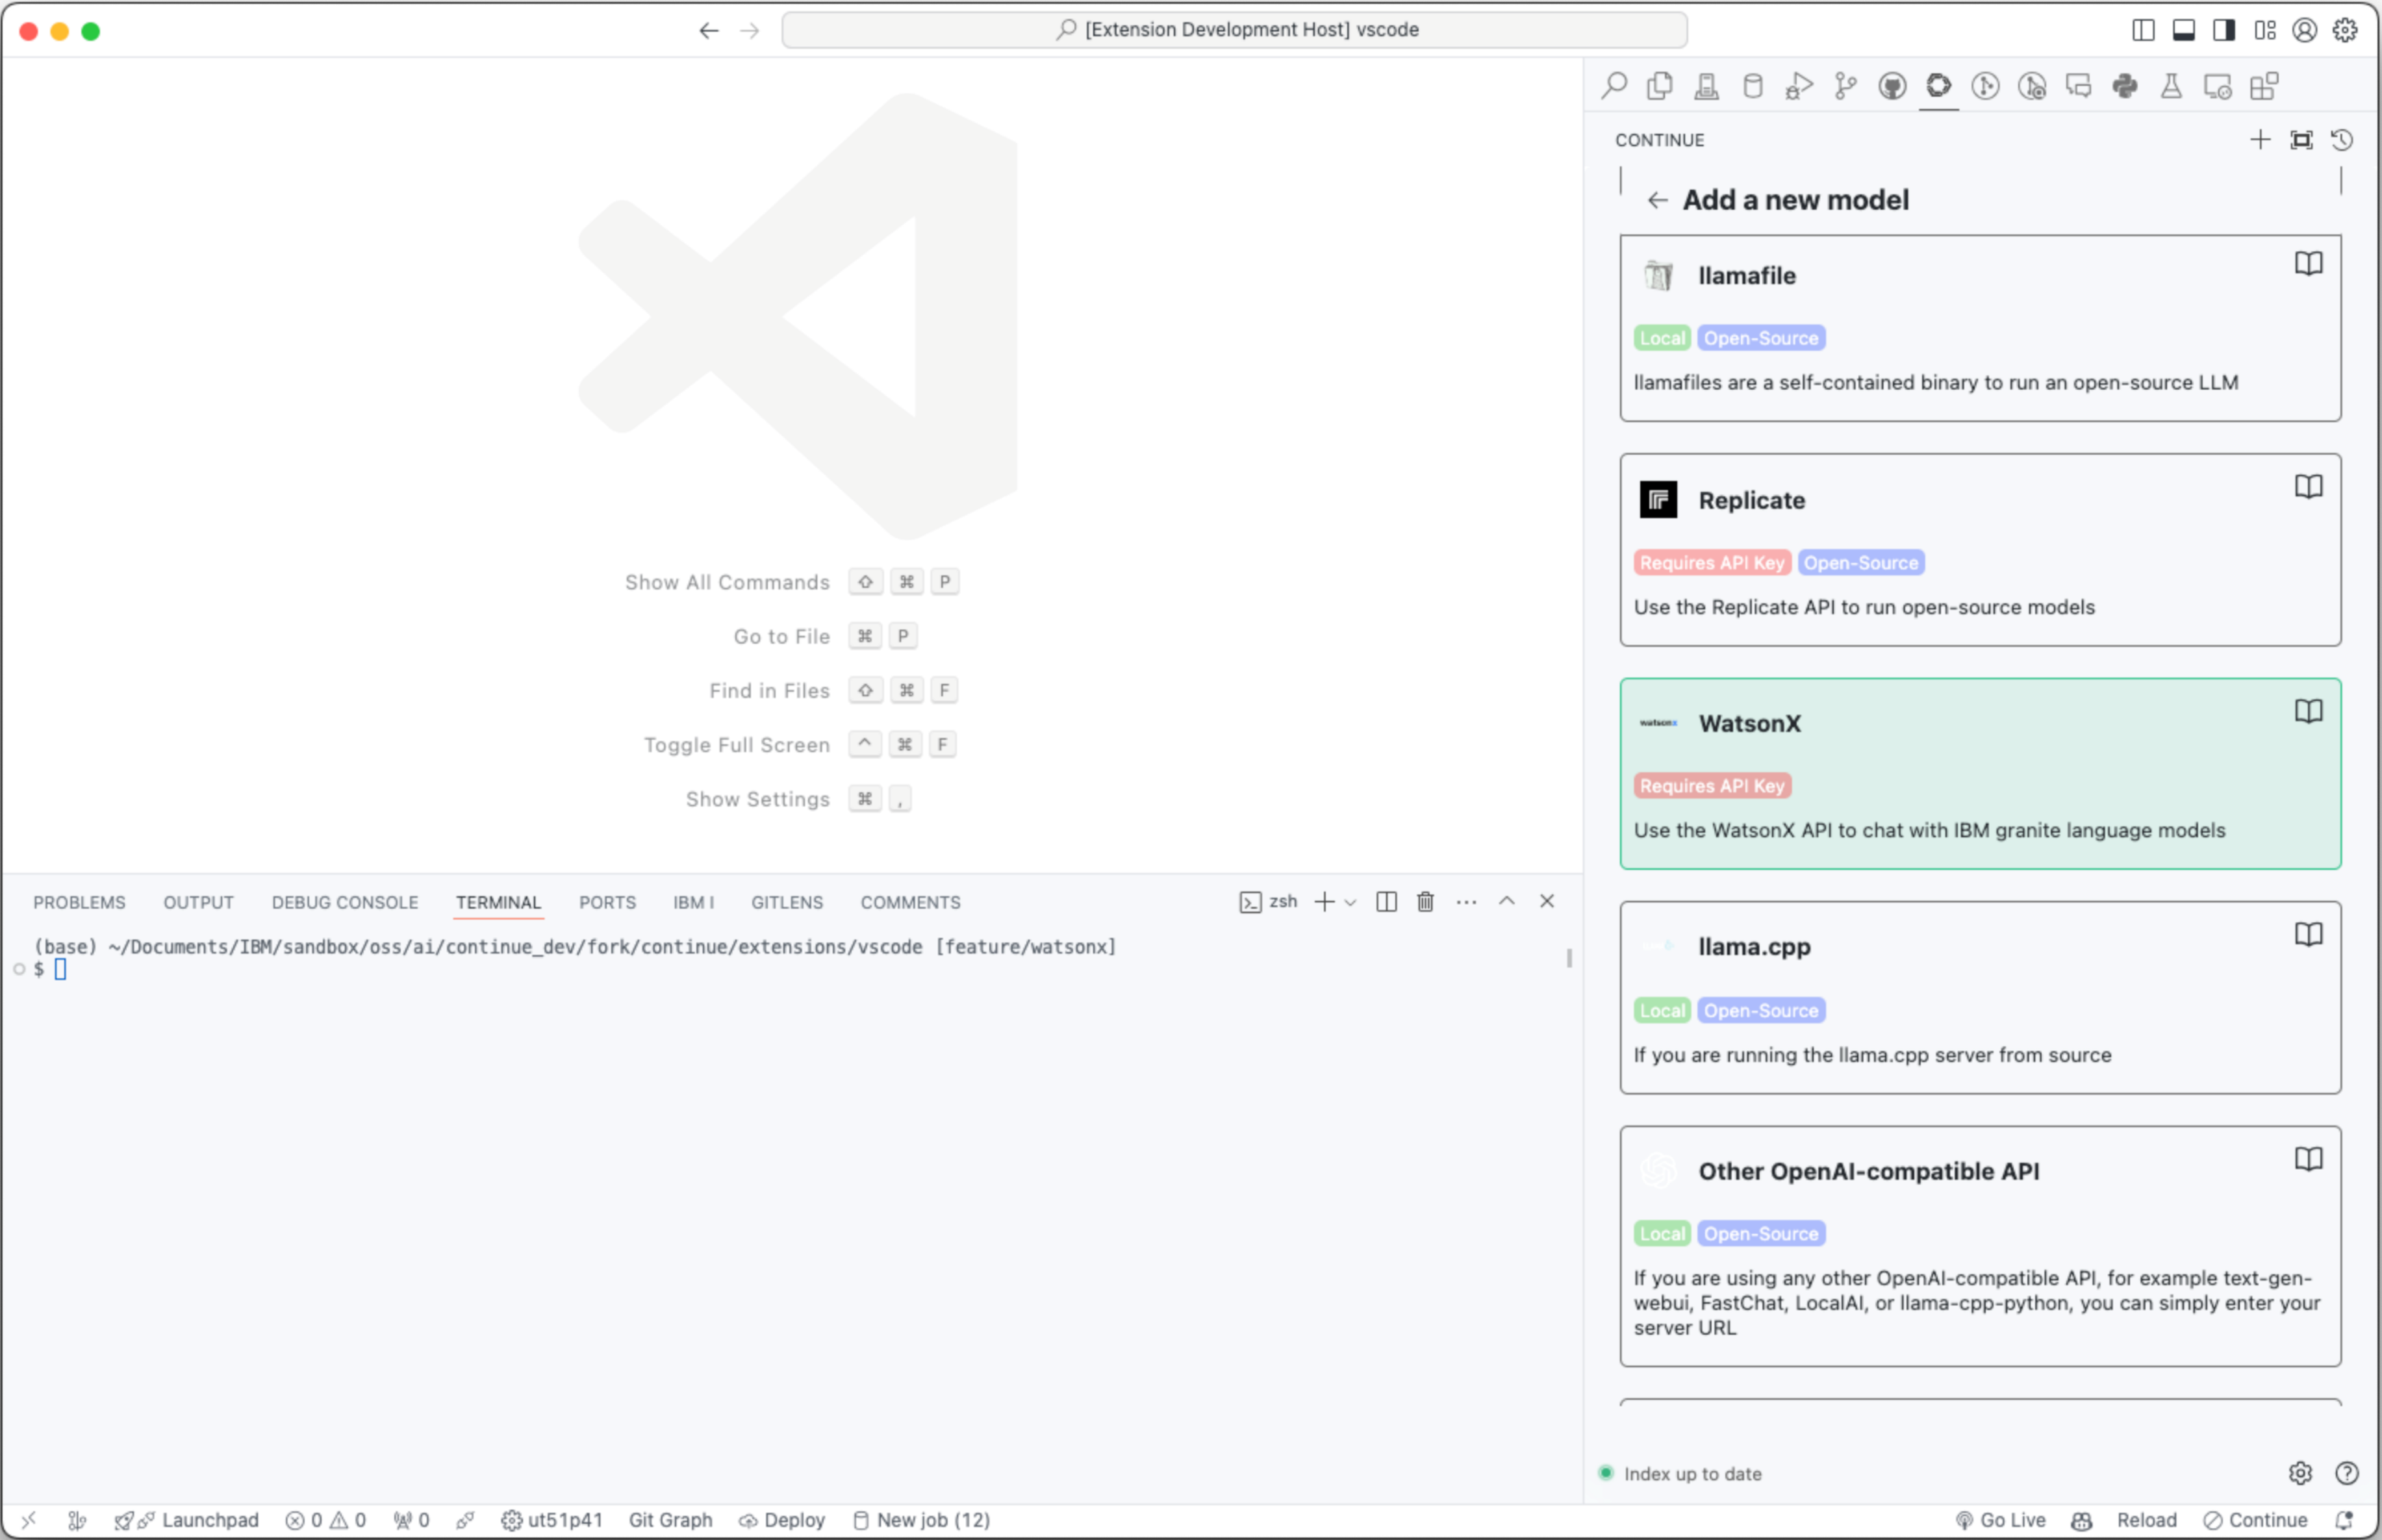 [Extension Development Host] vscode
Show All Commands ⇧ ⌘ P
Go to File ⌘ P
Find in Files ⇧ ⌘ F
Toggle Full Screen ^ ⌘ F
Show Settings ⌘ ,
PROBLEMS OUTPUT DEBUG CONSOLE TERMINAL PORTS IBM I GITLENS COMMENTS zsh
(base) ~/Documents/IBM/sandbox/oss/ai/continue_dev/fork/continue/extensions/vscode [feature/watsonx]
$
CONTINUE
Add a new model
llamafile
Local Open-Source
llamafiles are a self-contained binary to run an open-source LLM
Replicate
Requires API Key Open-Source
Use the Replicate API to run open-source models
watsonx WatsonX
Requires API Key
Use the WatsonX API to chat with IBM granite language models
llama.cpp
Local Open-Source
If you are running the llama.cpp server from source
Other OpenAI-compatible API
Local Open-Source
If you are using any other OpenAI-compatible API, for example text-gen-
webui, FastChat, LocalAI, or llama-cpp-python, you can simply enter your
server URL
Index up to date
Launchpad 0 0 0 ut51p41 Git Graph Deploy New job (12) Go Live Reload Continue